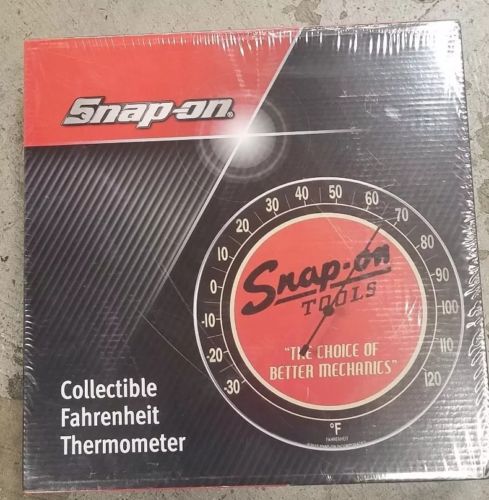 Snap-on®
-30
-20
-10
0
10
20
30
40
50
60
70
80
90
100
110
120
Snap-on
TOOLS
"THE CHOICE OF
BETTER MECHANICS"
°F
FAHRENHEIT
Collectible
Fahrenheit
Thermometer